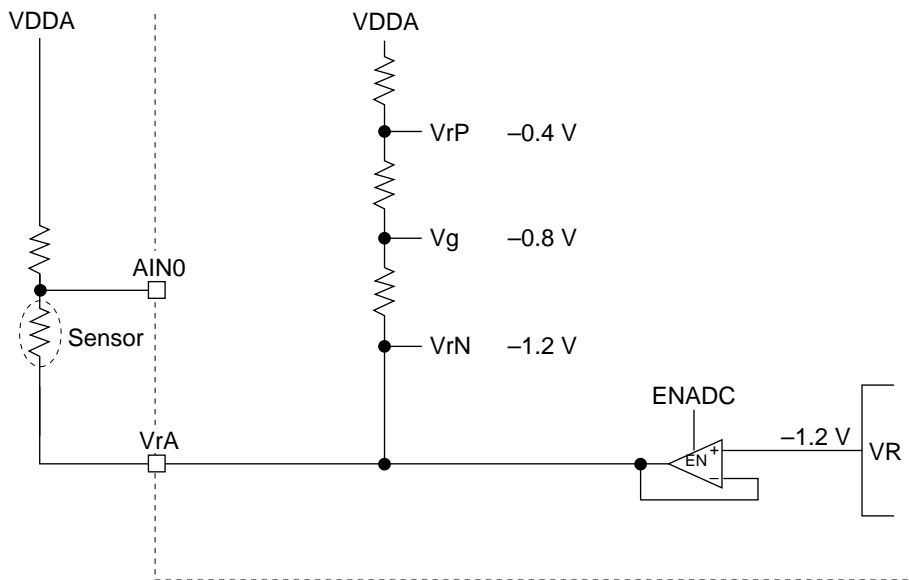 VDDA
VDDA
VrP –0.4 V
Vg –0.8 V
AIN0
Sensor
VrN –1.2 V
ENADC
VrA
–1.2 V
EN
+
–
VR